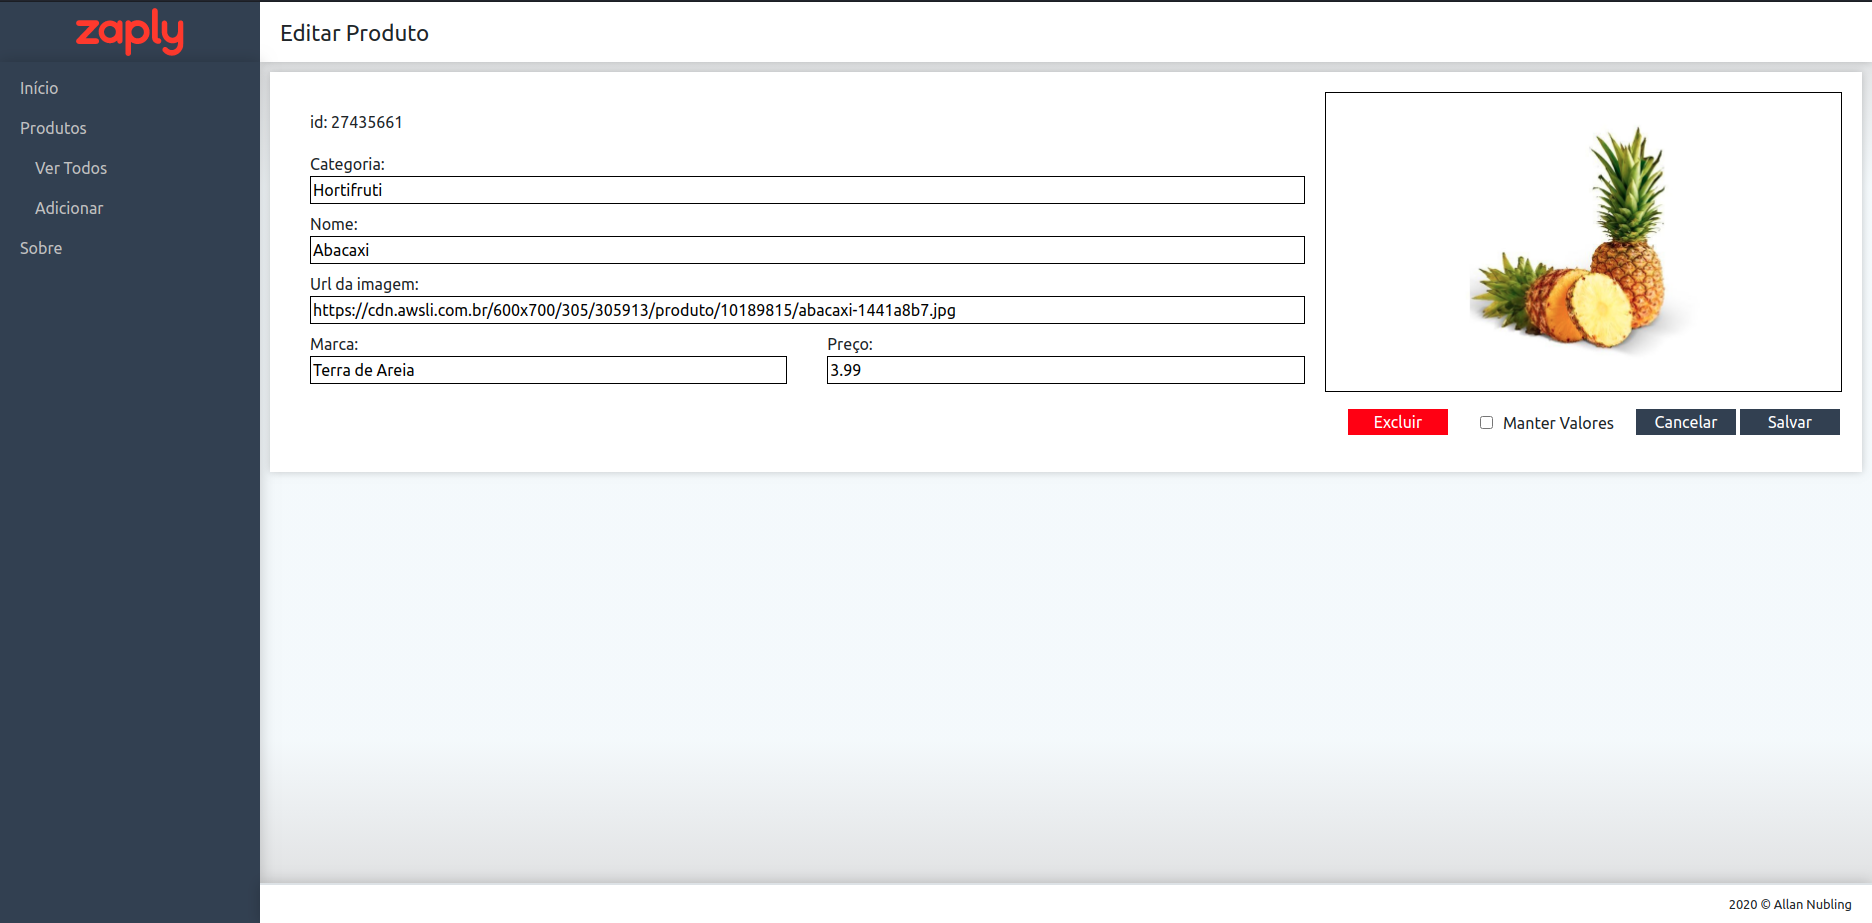 zaply
Editar Produto
Início
Produtos
Ver Todos
Adicionar
Sobre
id: 27435661
Categoria:
Hortifruti
Nome:
Abacaxi
Url da imagem:
https://cdn.awsli.com.br/600x700/305/305913/produto/10189815/abacaxi-1441a8b7.jpg
Marca: Preço:
Terra de Areia 3.99
Excluir Manter Valores Cancelar Salvar
2020 © Allan Nubling